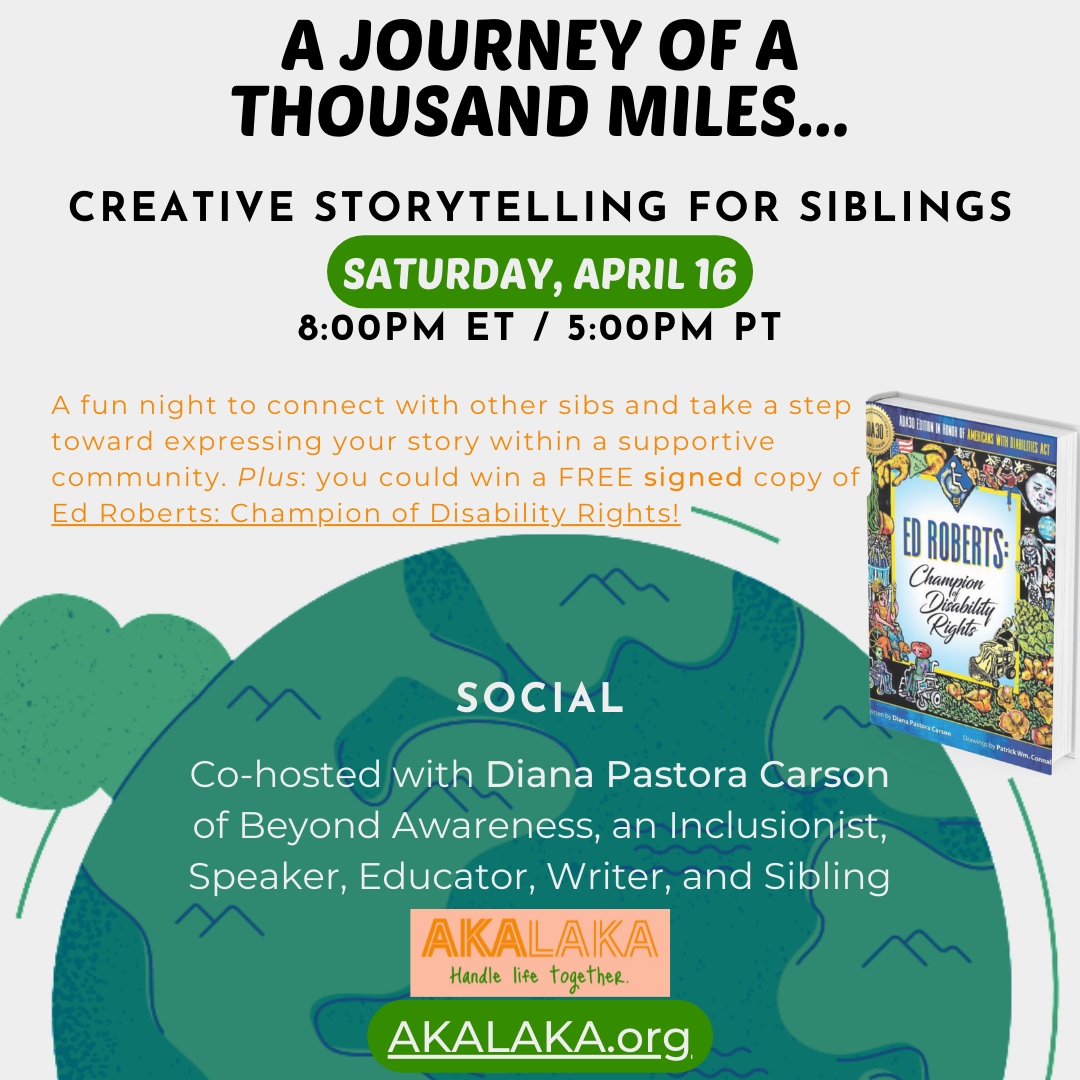 A JOURNEY OF A
THOUSAND MILES...
CREATIVE STORYTELLING FOR SIBLINGS
SATURDAY, APRIL 16
8:00PM ET / 5:00PM PT
A fun night to connect with other sibs and take a step
toward expressing your story within a supportive
community. Plus: you could win a FREE signed copy of
Ed Roberts: Champion of Disability Rights!
ADA30 EDITION IN HONOR OF AMERICANS WITH DISABILITIES ACT
ED ROBERTS:
Champion
of
Disability
Rights
by Diana Pastora Carson
Drawings by Patrick Wm.
SOCIAL
Co-hosted with Diana Pastora Carson
of Beyond Awareness, an Inclusionist,
Speaker, Educator, Writer, and Sibling
AKALAKA
Handle life together.
AKALAKA.org